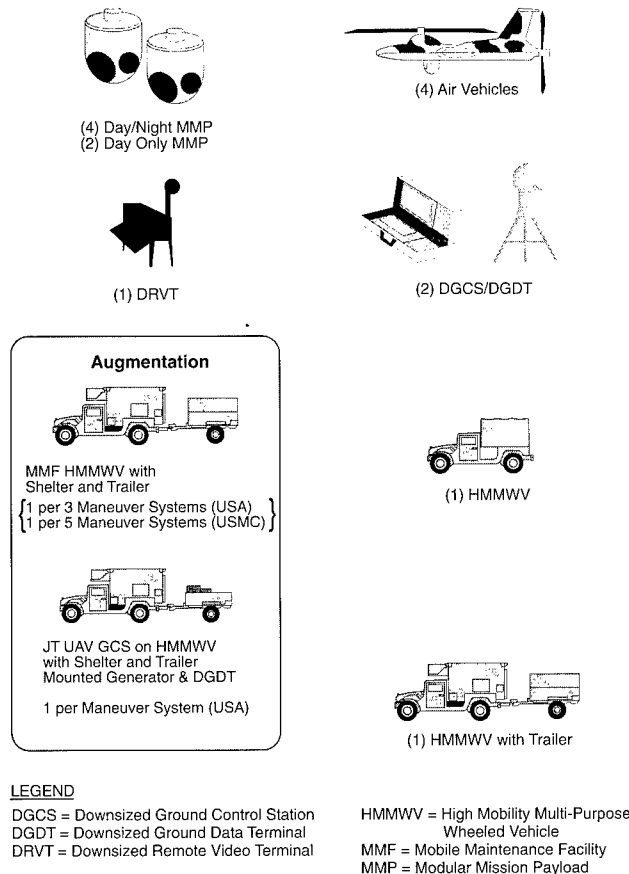 (4) Day/Night MMP
(2) Day Only MMP
(4) Air Vehicles
(1) DRVT
(2) DGCS/DGDT
Augmentation
MMF HMMWV with
Shelter and Trailer
{1 per 3 Maneuver Systems (USA)
1 per 5 Maneuver Systems (USMC)}
JT UAV GCS on HMMWV
with Shelter and Trailer
Mounted Generator & DGDT
1 per Maneuver System (USA)
(1) HMMWV
(1) HMMWV with Trailer
LEGEND
DGCS = Downsized Ground Control Station
DGDT = Downsized Ground Data Terminal
DRVT = Downsized Remote Video Terminal
HMMWV = High Mobility Multi-Purpose
Wheeled Vehicle
MMF = Mobile Maintenance Facility
MMP = Modular Mission Payload